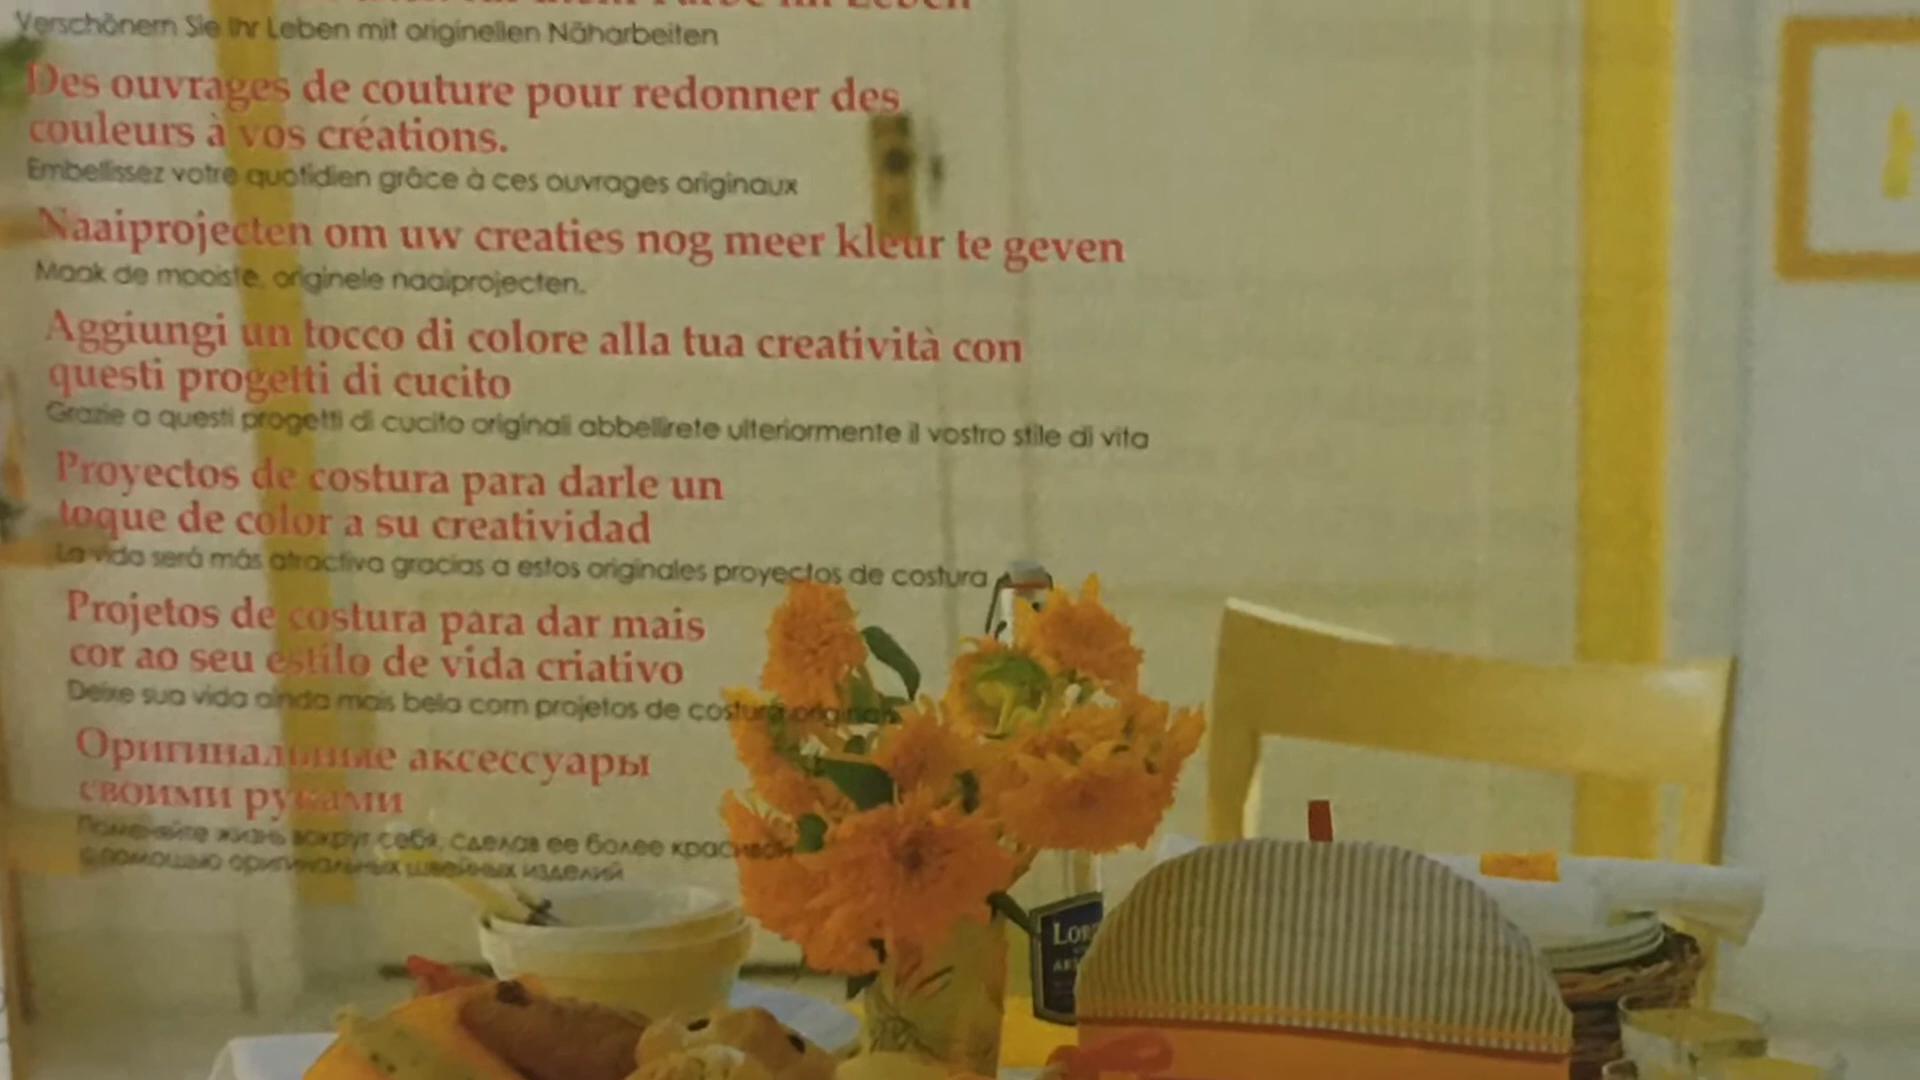 Farbe im Leben
Verschönern Sie Ihr Leben mit originellen Näharbeiten
Des ouvrages de couture pour redonner des
couleurs à vos créations.
Embellissez votre quotidien grâce à ces ouvrages originaux
Naaiprojecten om uw creaties nog meer kleur te geven
Maak de mooiste, originele naaiprojecten.
Aggiungi un tocco di colore alla tua creatività con
questi progetti di cucito
Grazie a questi progetti di cucito originali abbellirete ulteriormente il vostro stile di vita
Proyectos de costura para darle un
toque de color a su creatividad
La vida será más atractiva gracias a estos originales proyectos de costura
Projetos de costura para dar mais
cor ao seu estilo de vida criativo
Deixe sua vida ainda mais bela com projetos de costura originais
Оригинальные аксессуары
своими руками
Поменяйте жизнь вокруг себя, сделав ее более красивой
с помощью оригинальных швейных изделий